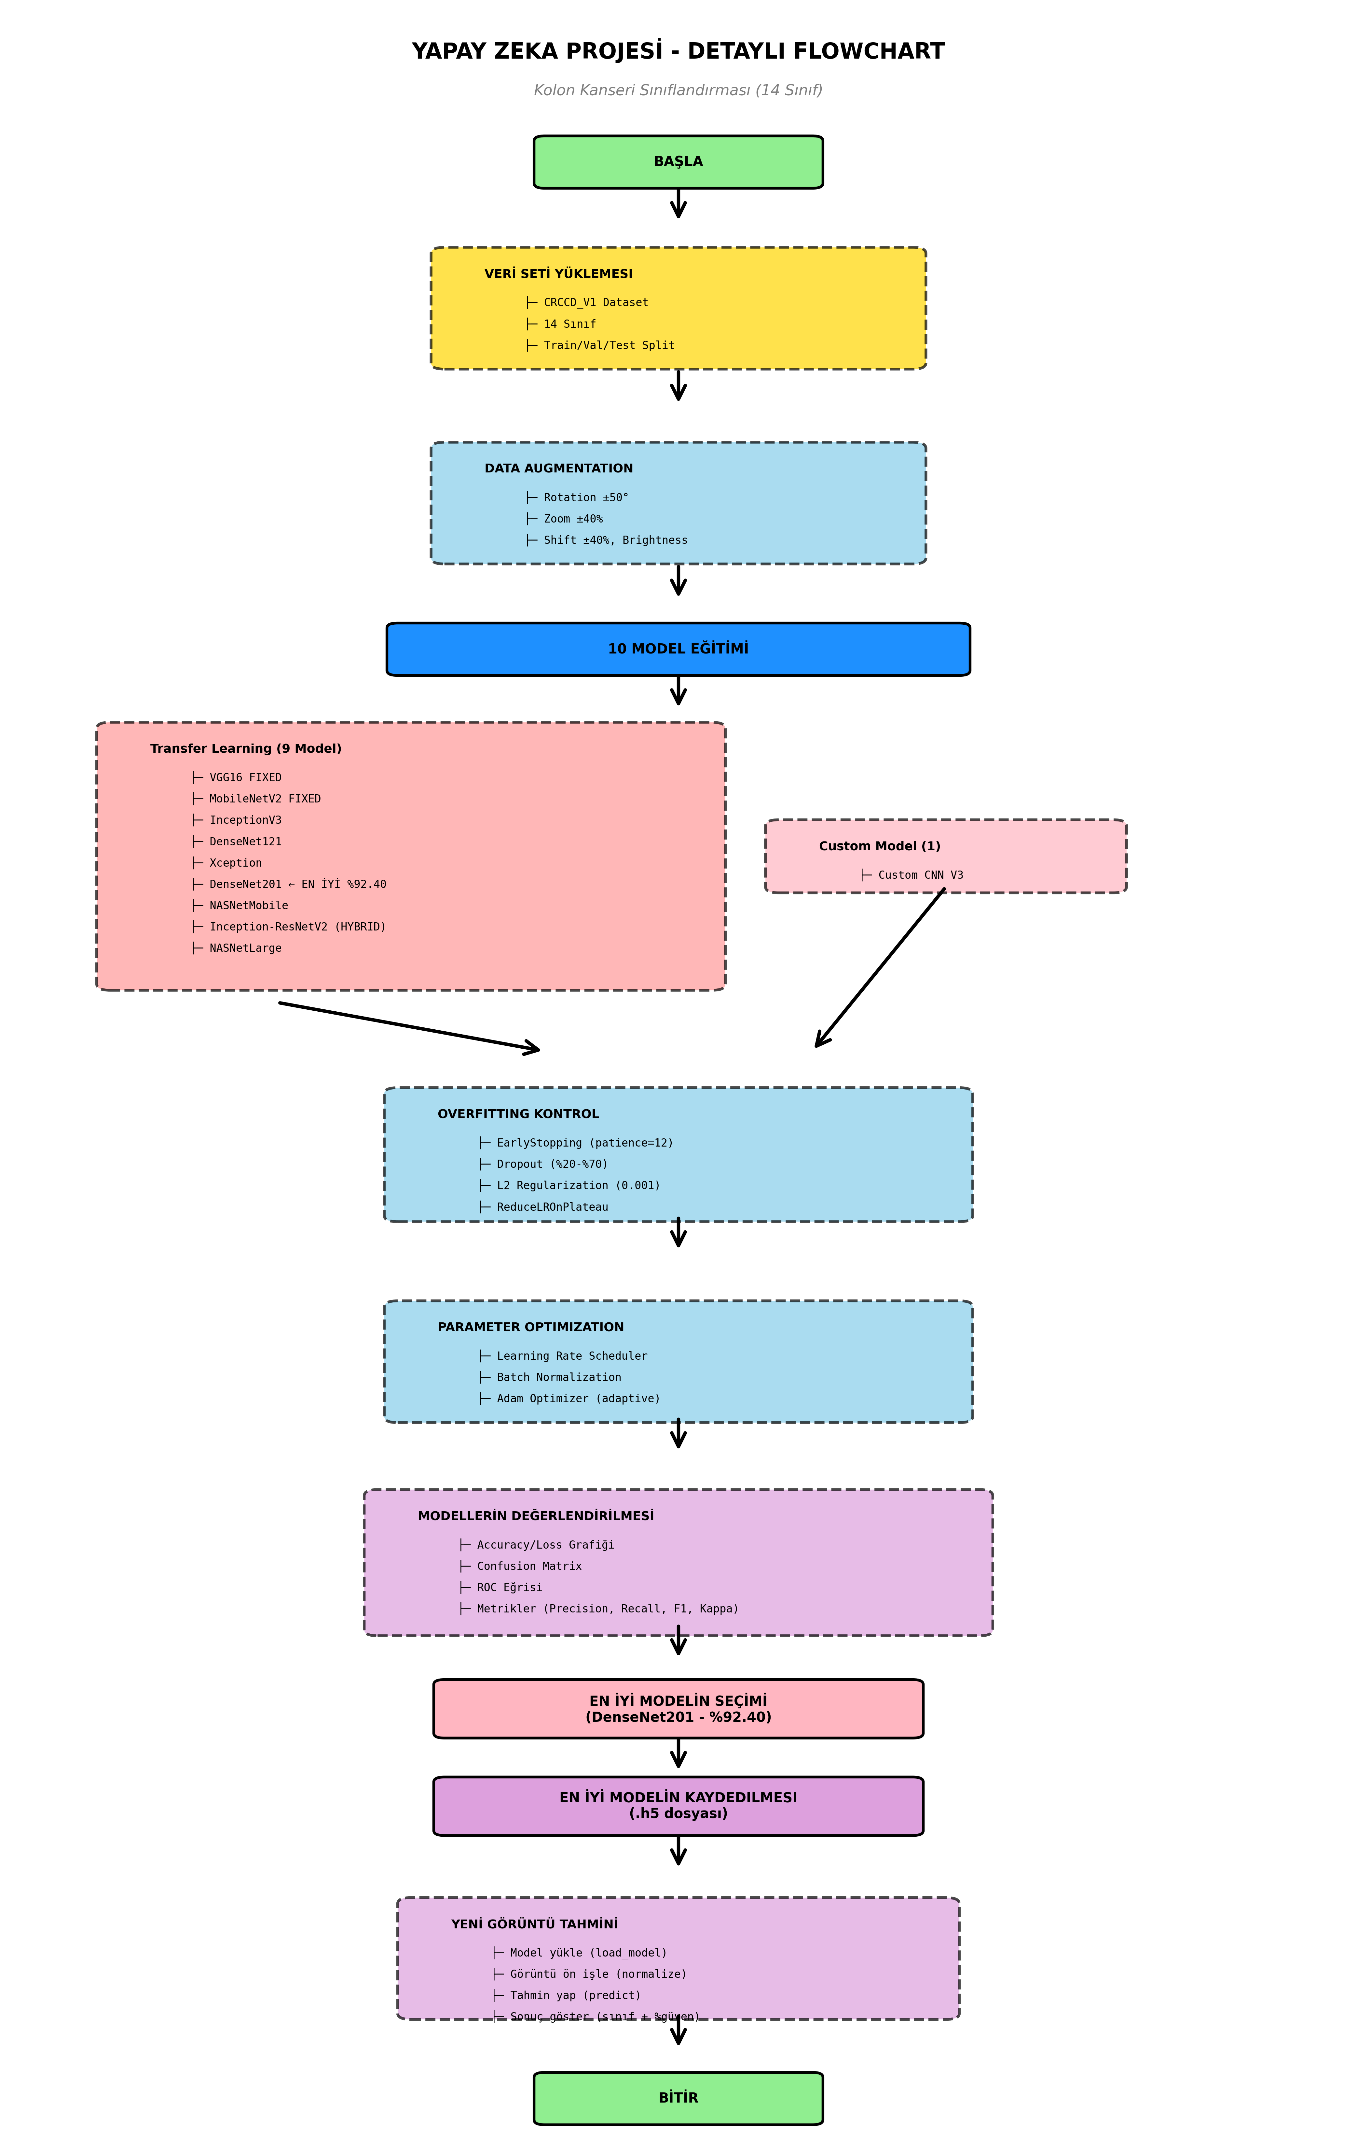 YAPAY ZEKA PROJESİ - DETAYLI FLOWCHART
Kolon Kanseri Sınıflandırması (14 Sınıf)
BAŞLA
VERİ SETİ YÜKLEMESI
├─ CRCCD_V1 Dataset
├─ 14 Sınıf
├─ Train/Val/Test Split
DATA AUGMENTATION
├─ Rotation ±50°
├─ Zoom ±40%
├─ Shift ±40%, Brightness
10 MODEL EĞİTİMİ
Transfer Learning (9 Model)
├─ VGG16 FIXED
├─ MobileNetV2 FIXED
├─ InceptionV3
├─ DenseNet121
├─ Xception
├─ DenseNet201 ← EN İYİ %92.40
├─ NASNetMobile
├─ Inception-ResNetV2 (HYBRID)
├─ NASNetLarge
Custom Model (1)
├─ Custom CNN V3
OVERFITTING KONTROL
├─ EarlyStopping (patience=12)
├─ Dropout (%20-%70)
├─ L2 Regularization (0.001)
├─ ReduceLROnPlateau
PARAMETER OPTIMIZATION
├─ Learning Rate Scheduler
├─ Batch Normalization
├─ Adam Optimizer (adaptive)
MODELLERİN DEĞERLENDİRİLMESİ
├─ Accuracy/Loss Grafiği
├─ Confusion Matrix
├─ ROC Eğrisi
├─ Metrikler (Precision, Recall, F1, Kappa)
EN İYİ MODELİN SEÇİMİ
(DenseNet201 - %92.40)
EN İYİ MODELİN KAYDEDILMESI
(.h5 dosyası)
YENİ GÖRÜNTÜ TAHMİNİ
├─ Model yükle (load model)
├─ Görüntü ön işle (normalize)
├─ Tahmin yap (predict)
├─ Sonuç göster (sınıf + %güven)
BİTİR